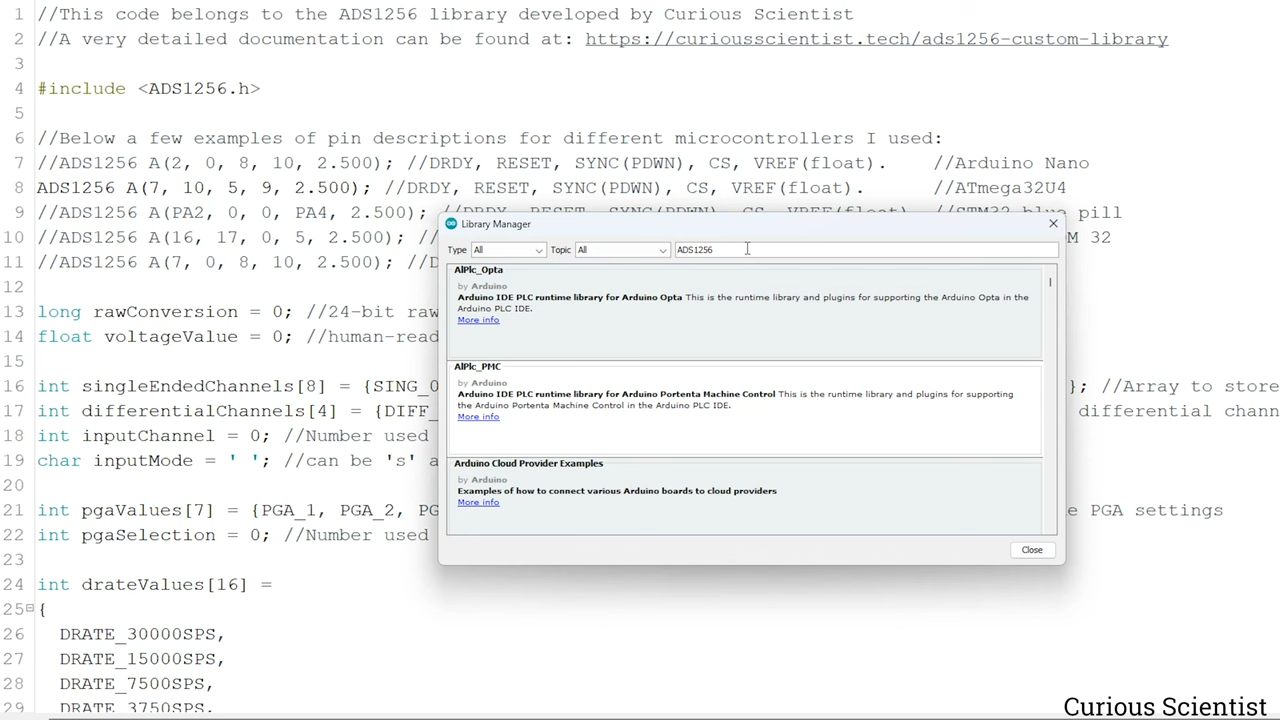 1 //This code belongs to the ADS1256 library developed by Curious Scientist
2 //A very detailed documentation can be found at: https://curiousscientist.tech/ads1256-custom-library
3
4 #include <ADS1256.h>
5
6 //Below a few examples of pin descriptions for different microcontrollers I used:
7 //ADS1256 A(2, 0, 8, 10, 2.500); //DRDY, RESET, SYNC(PDWN), CS, VREF(float). //Arduino Nano
8 ADS1256 A(7, 10, 5, 9, 2.500); //DRDY, RESET, SYNC(PDWN), CS, VREF(float). //ATmega32U4
9 //ADS1256 A(PA2, 0, 0, PA4, 2.500); //DRDY, RESET, SYNC(PDWN), CS, VREF(float). //STM32 blue pill
10 //ADS1256 A(16, 17, 0, 5, 2.500); / M 32
11 //ADS1256 A(7, 0, 8, 10, 2.500); //D
12
13 long rawConversion = 0; //24-bit raw
14 float voltageValue = 0; //human-read
15
16 int singleEndedChannels[8] = {SING_0 }; //Array to store
17 int differentialChannels[4] = {DIFF_ differential chann
18 int inputChannel = 0; //Number used
19 char inputMode = ' '; //can be 's' a
20
21 int pgaValues[7] = {PGA_1, PGA_2, PG e PGA settings
22 int pgaSelection = 0; //Number used
23
24 int drateValues[16] =
25 {
26 DRATE_30000SPS,
27 DRATE_15000SPS,
28 DRATE_7500SPS,
29 DRATE_3750SPS,
Library Manager
Type All Topic All ADS1256
AlPlc_Opta
by Arduino
Arduino IDE PLC runtime library for Arduino Opta This is the runtime library and plugins for supporting the Arduino Opta in the
Arduino PLC IDE.
More info
AlPlc_PMC
by Arduino
Arduino IDE PLC runtime library for Arduino Portenta Machine Control This is the runtime library and plugins for supporting
the Arduino Portenta Machine Control in the Arduino PLC IDE.
More info
Arduino Cloud Provider Examples
by Arduino
Examples of how to connect various Arduino boards to cloud providers
More info
Close
Curious Scientist